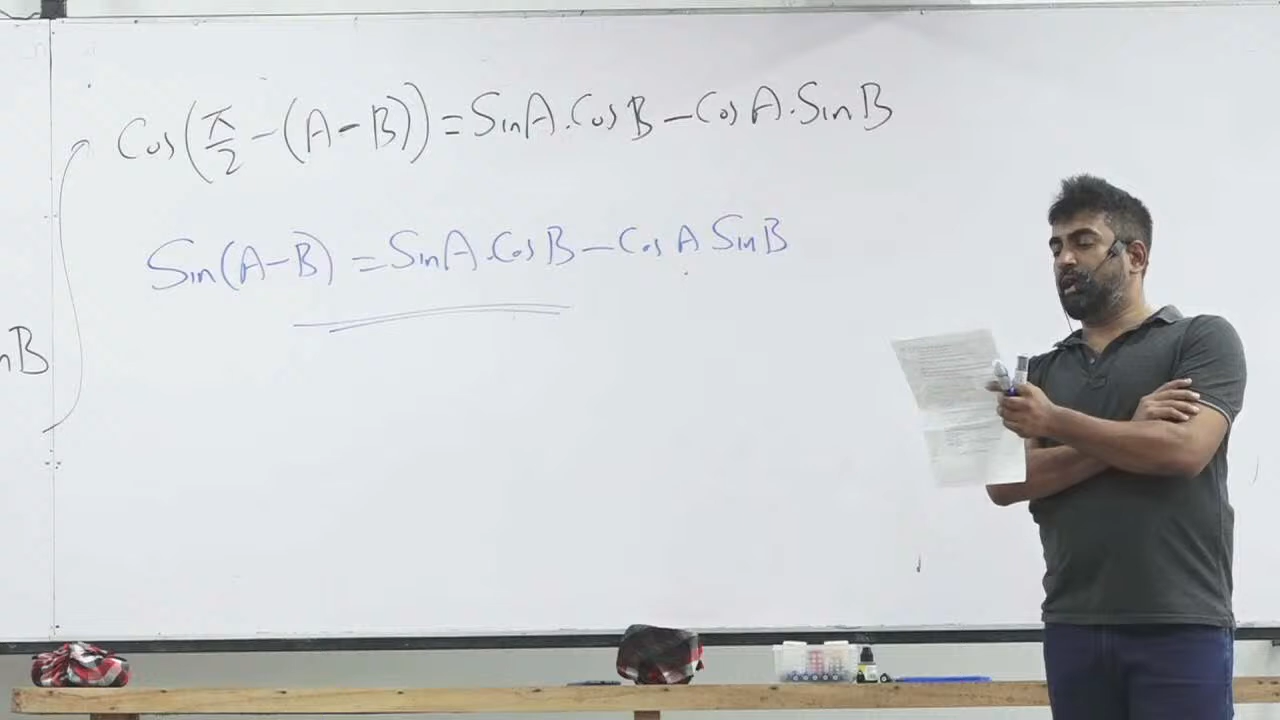 Cos(π/2 - (A - B)) = SinA.CosB - CosA.SinB
Sin(A-B) = SinA.CosB - CosA SinB
nB